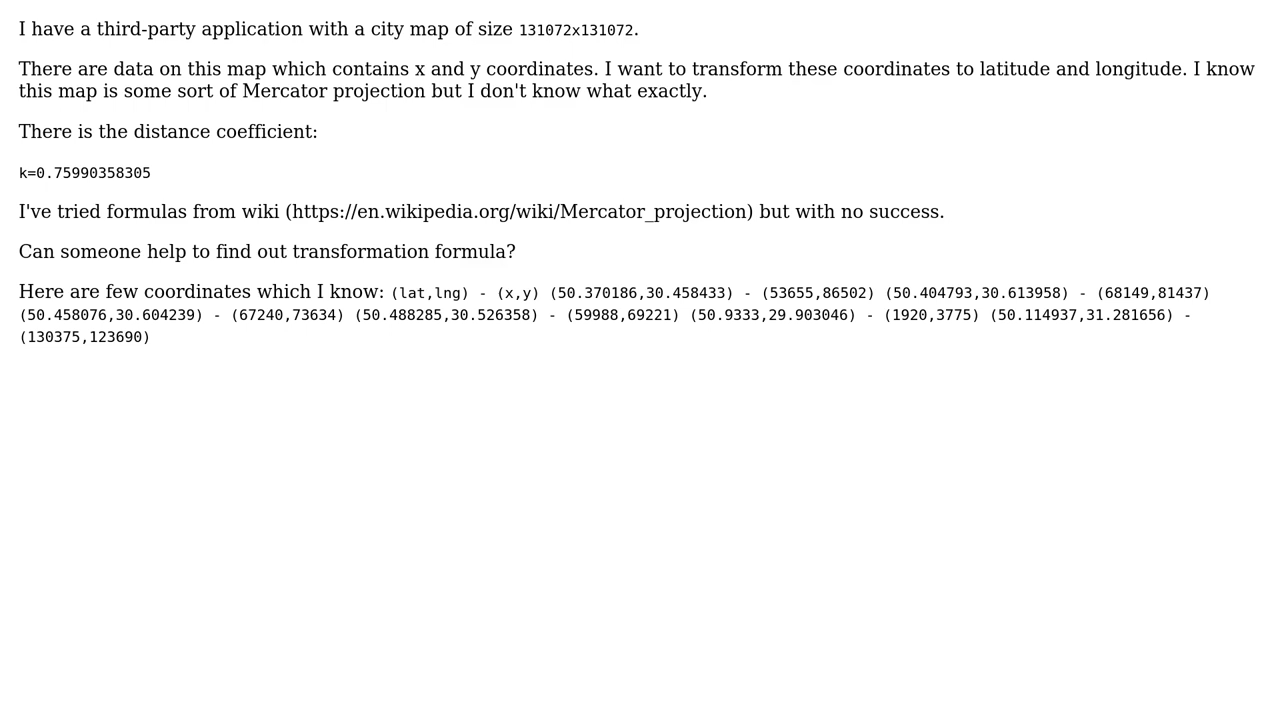 I have a third-party application with a city map of size 131072x131072.
There are data on this map which contains x and y coordinates. I want to transform these coordinates to latitude and longitude. I know
this map is some sort of Mercator projection but I don't know what exactly.
There is the distance coefficient:
k=0.75990358305
I've tried formulas from wiki (https://en.wikipedia.org/wiki/Mercator_projection) but with no success.
Can someone help to find out transformation formula?
Here are few coordinates which I know: (lat,lng) - (x,y) (50.370186,30.458433) - (53655,86502) (50.404793,30.613958) - (68149,81437)
(50.458076,30.604239) - (67240,73634) (50.488285,30.526358) - (59988,69221) (50.9333,29.903046) - (1920,3775) (50.114937,31.281656) -
(130375,123690)